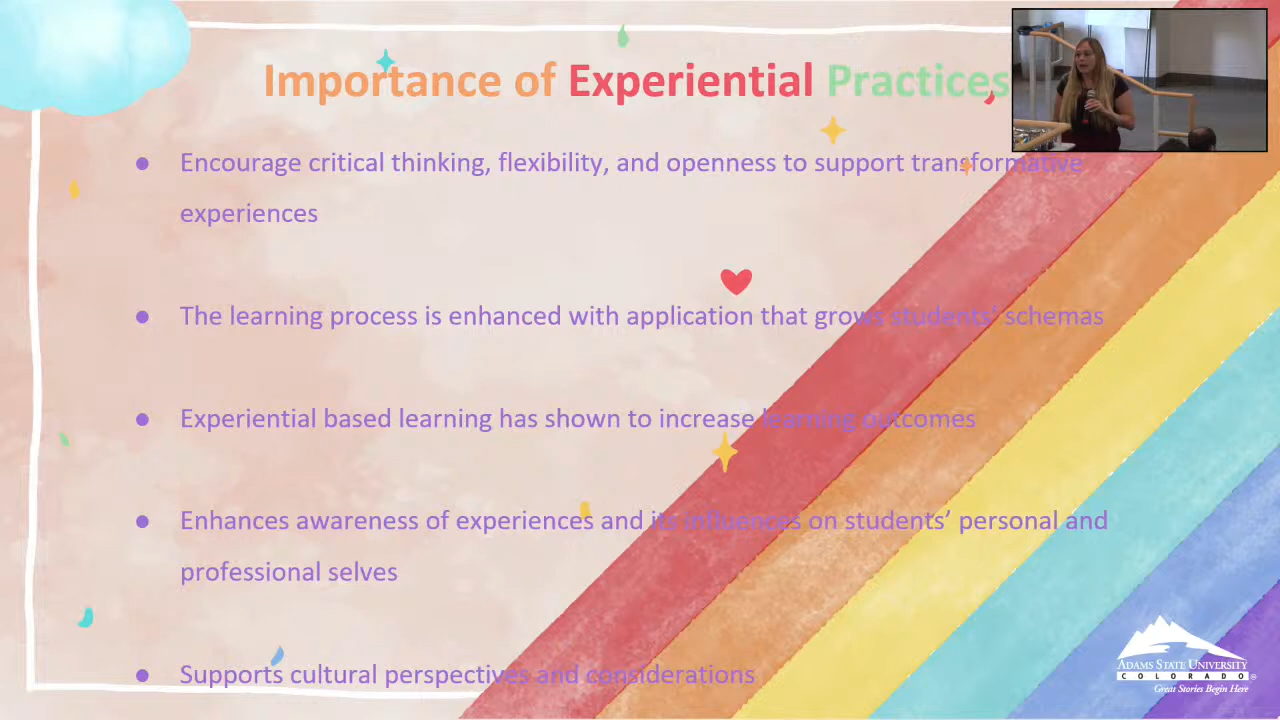 Importance of Experiential Practices
Encourage critical thinking, flexibility, and openness to support transformative
experiences
The learning process is enhanced with application that grows students' schemas
Experiential based learning has shown to increase learning outcomes
Enhances awareness of experiences and its influences on students’ personal and
professional selves
Supports cultural perspectives and considerations
ADAMS STATE UNIVERSITY
COLORADO®
Great Stories Begin Here